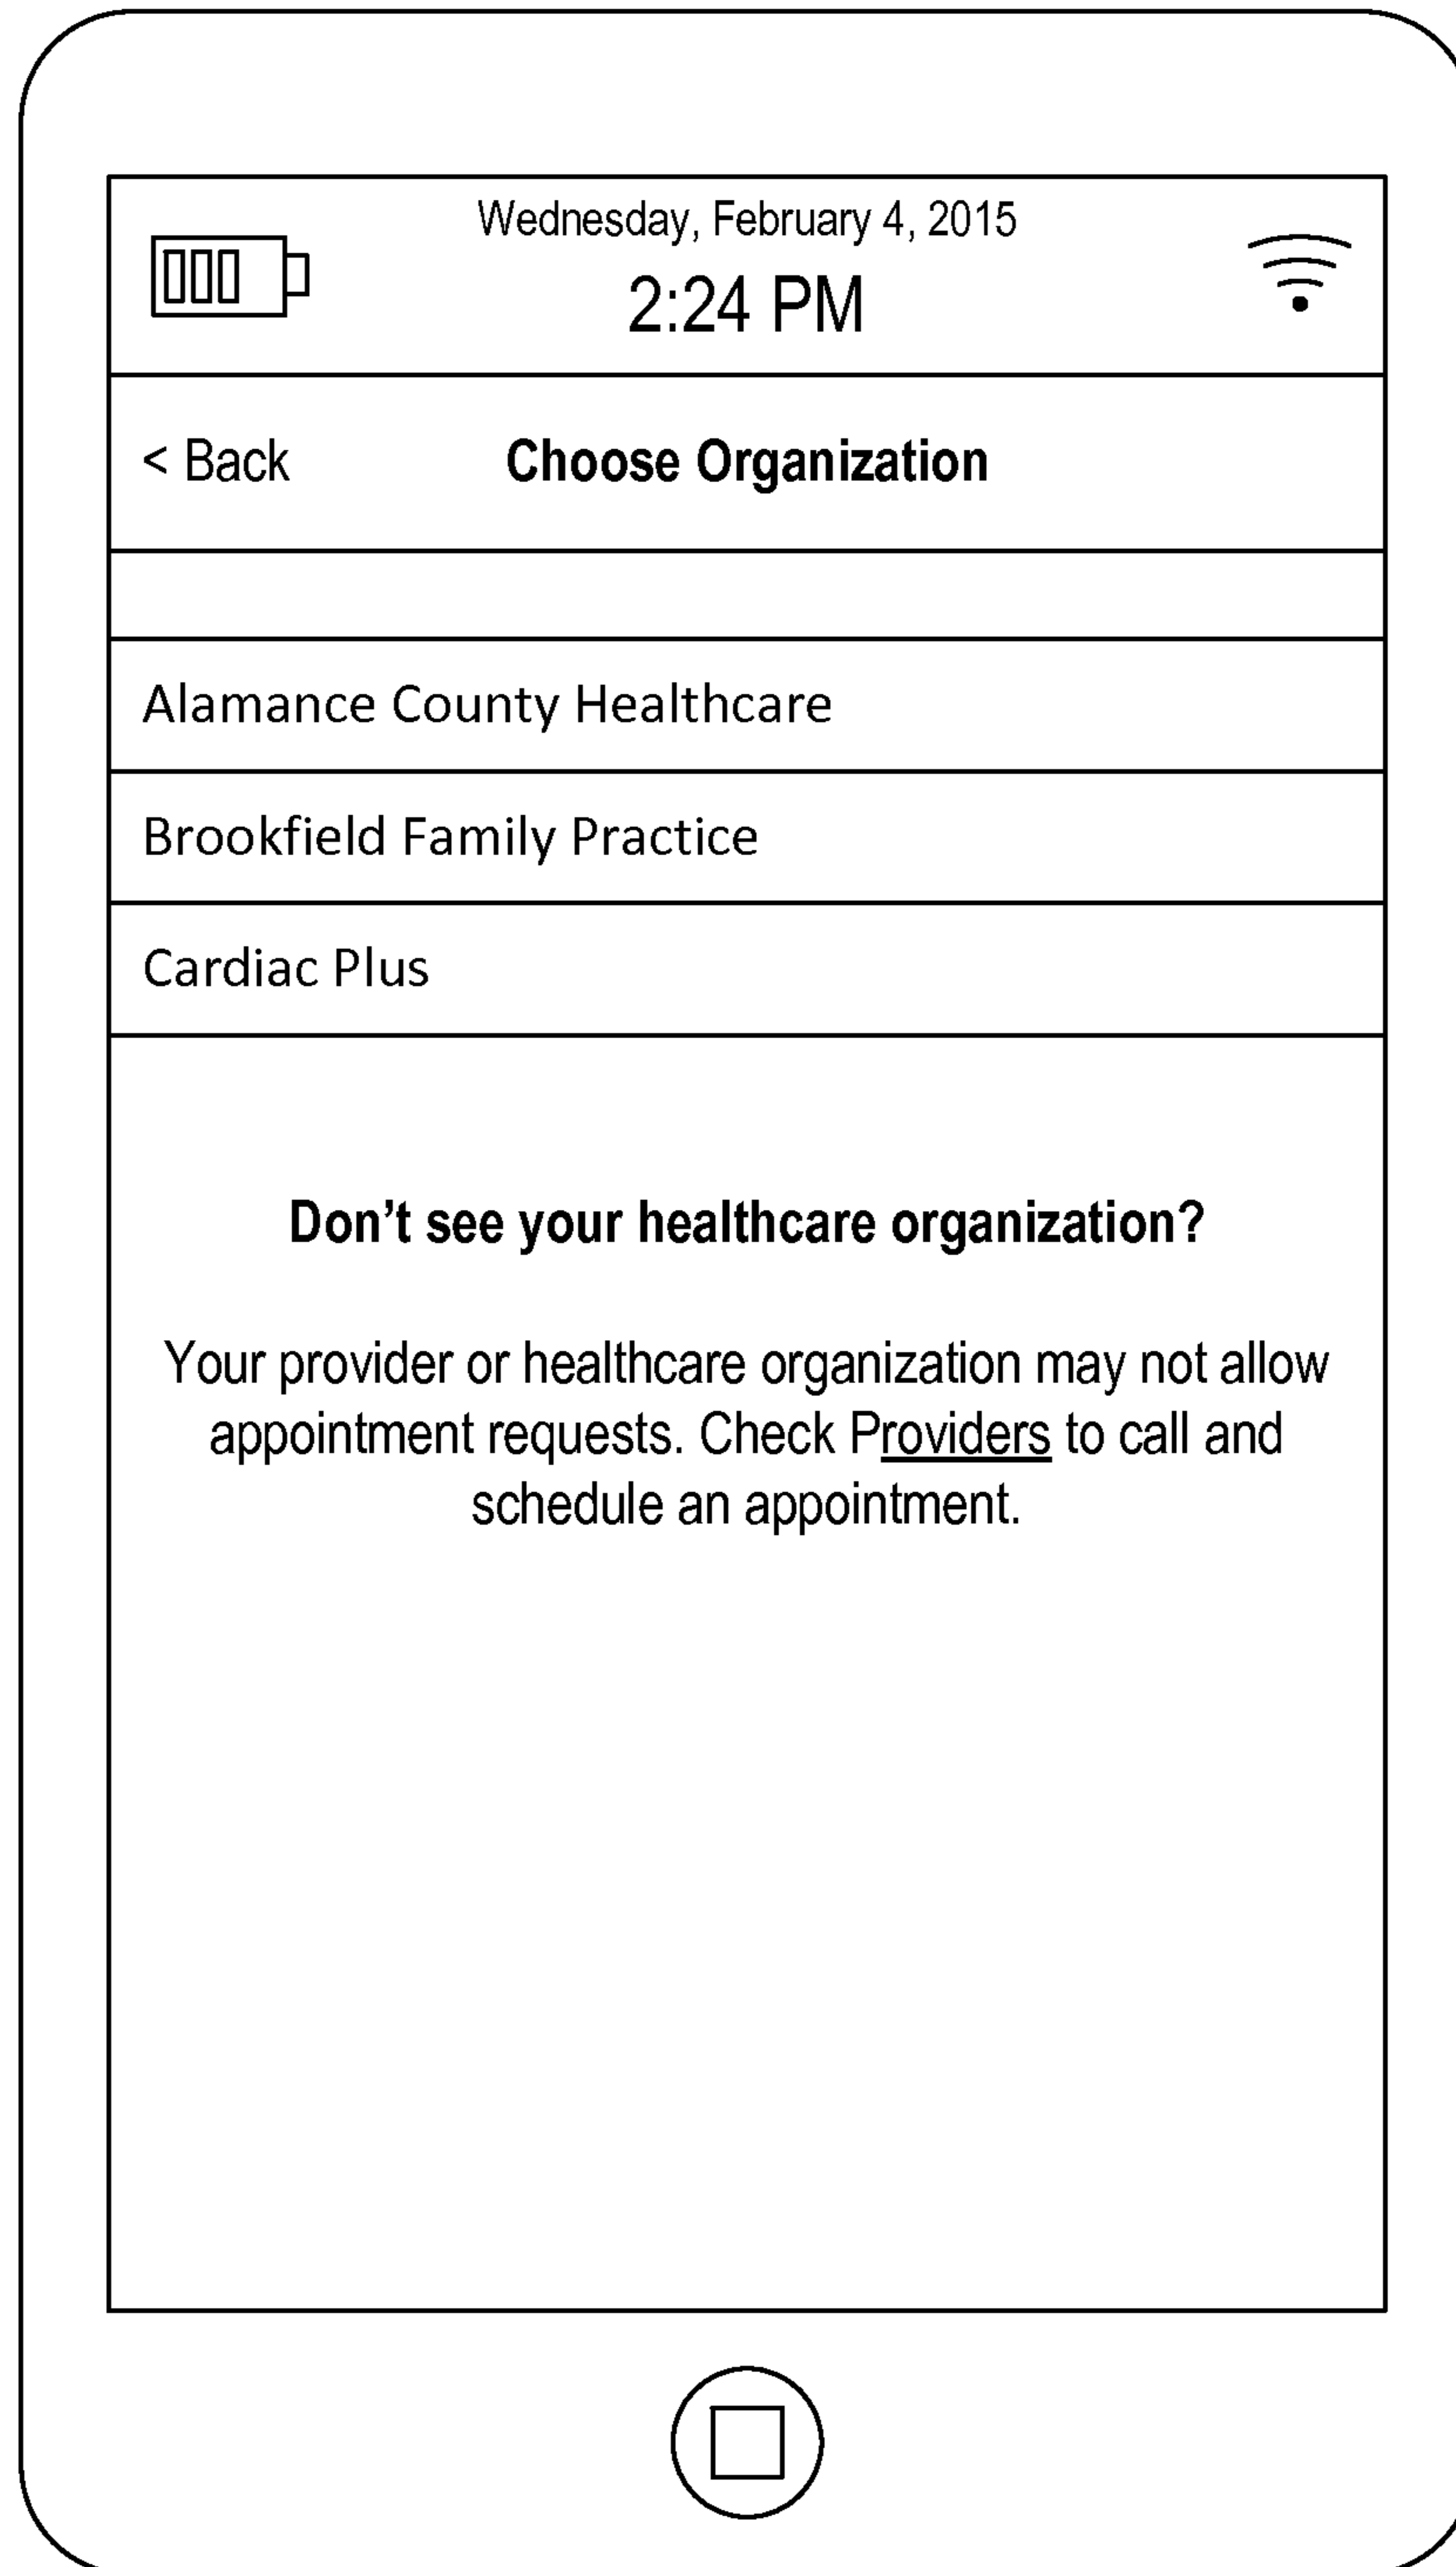 Wednesday, February 4, 2015
2:24 PM
< Back Choose Organization
Alamance County Healthcare
Brookfield Family Practice
Cardiac Plus
Don’t see your healthcare organization?
Your provider or healthcare organization may not allow
appointment requests. Check Providers to call and
schedule an appointment.